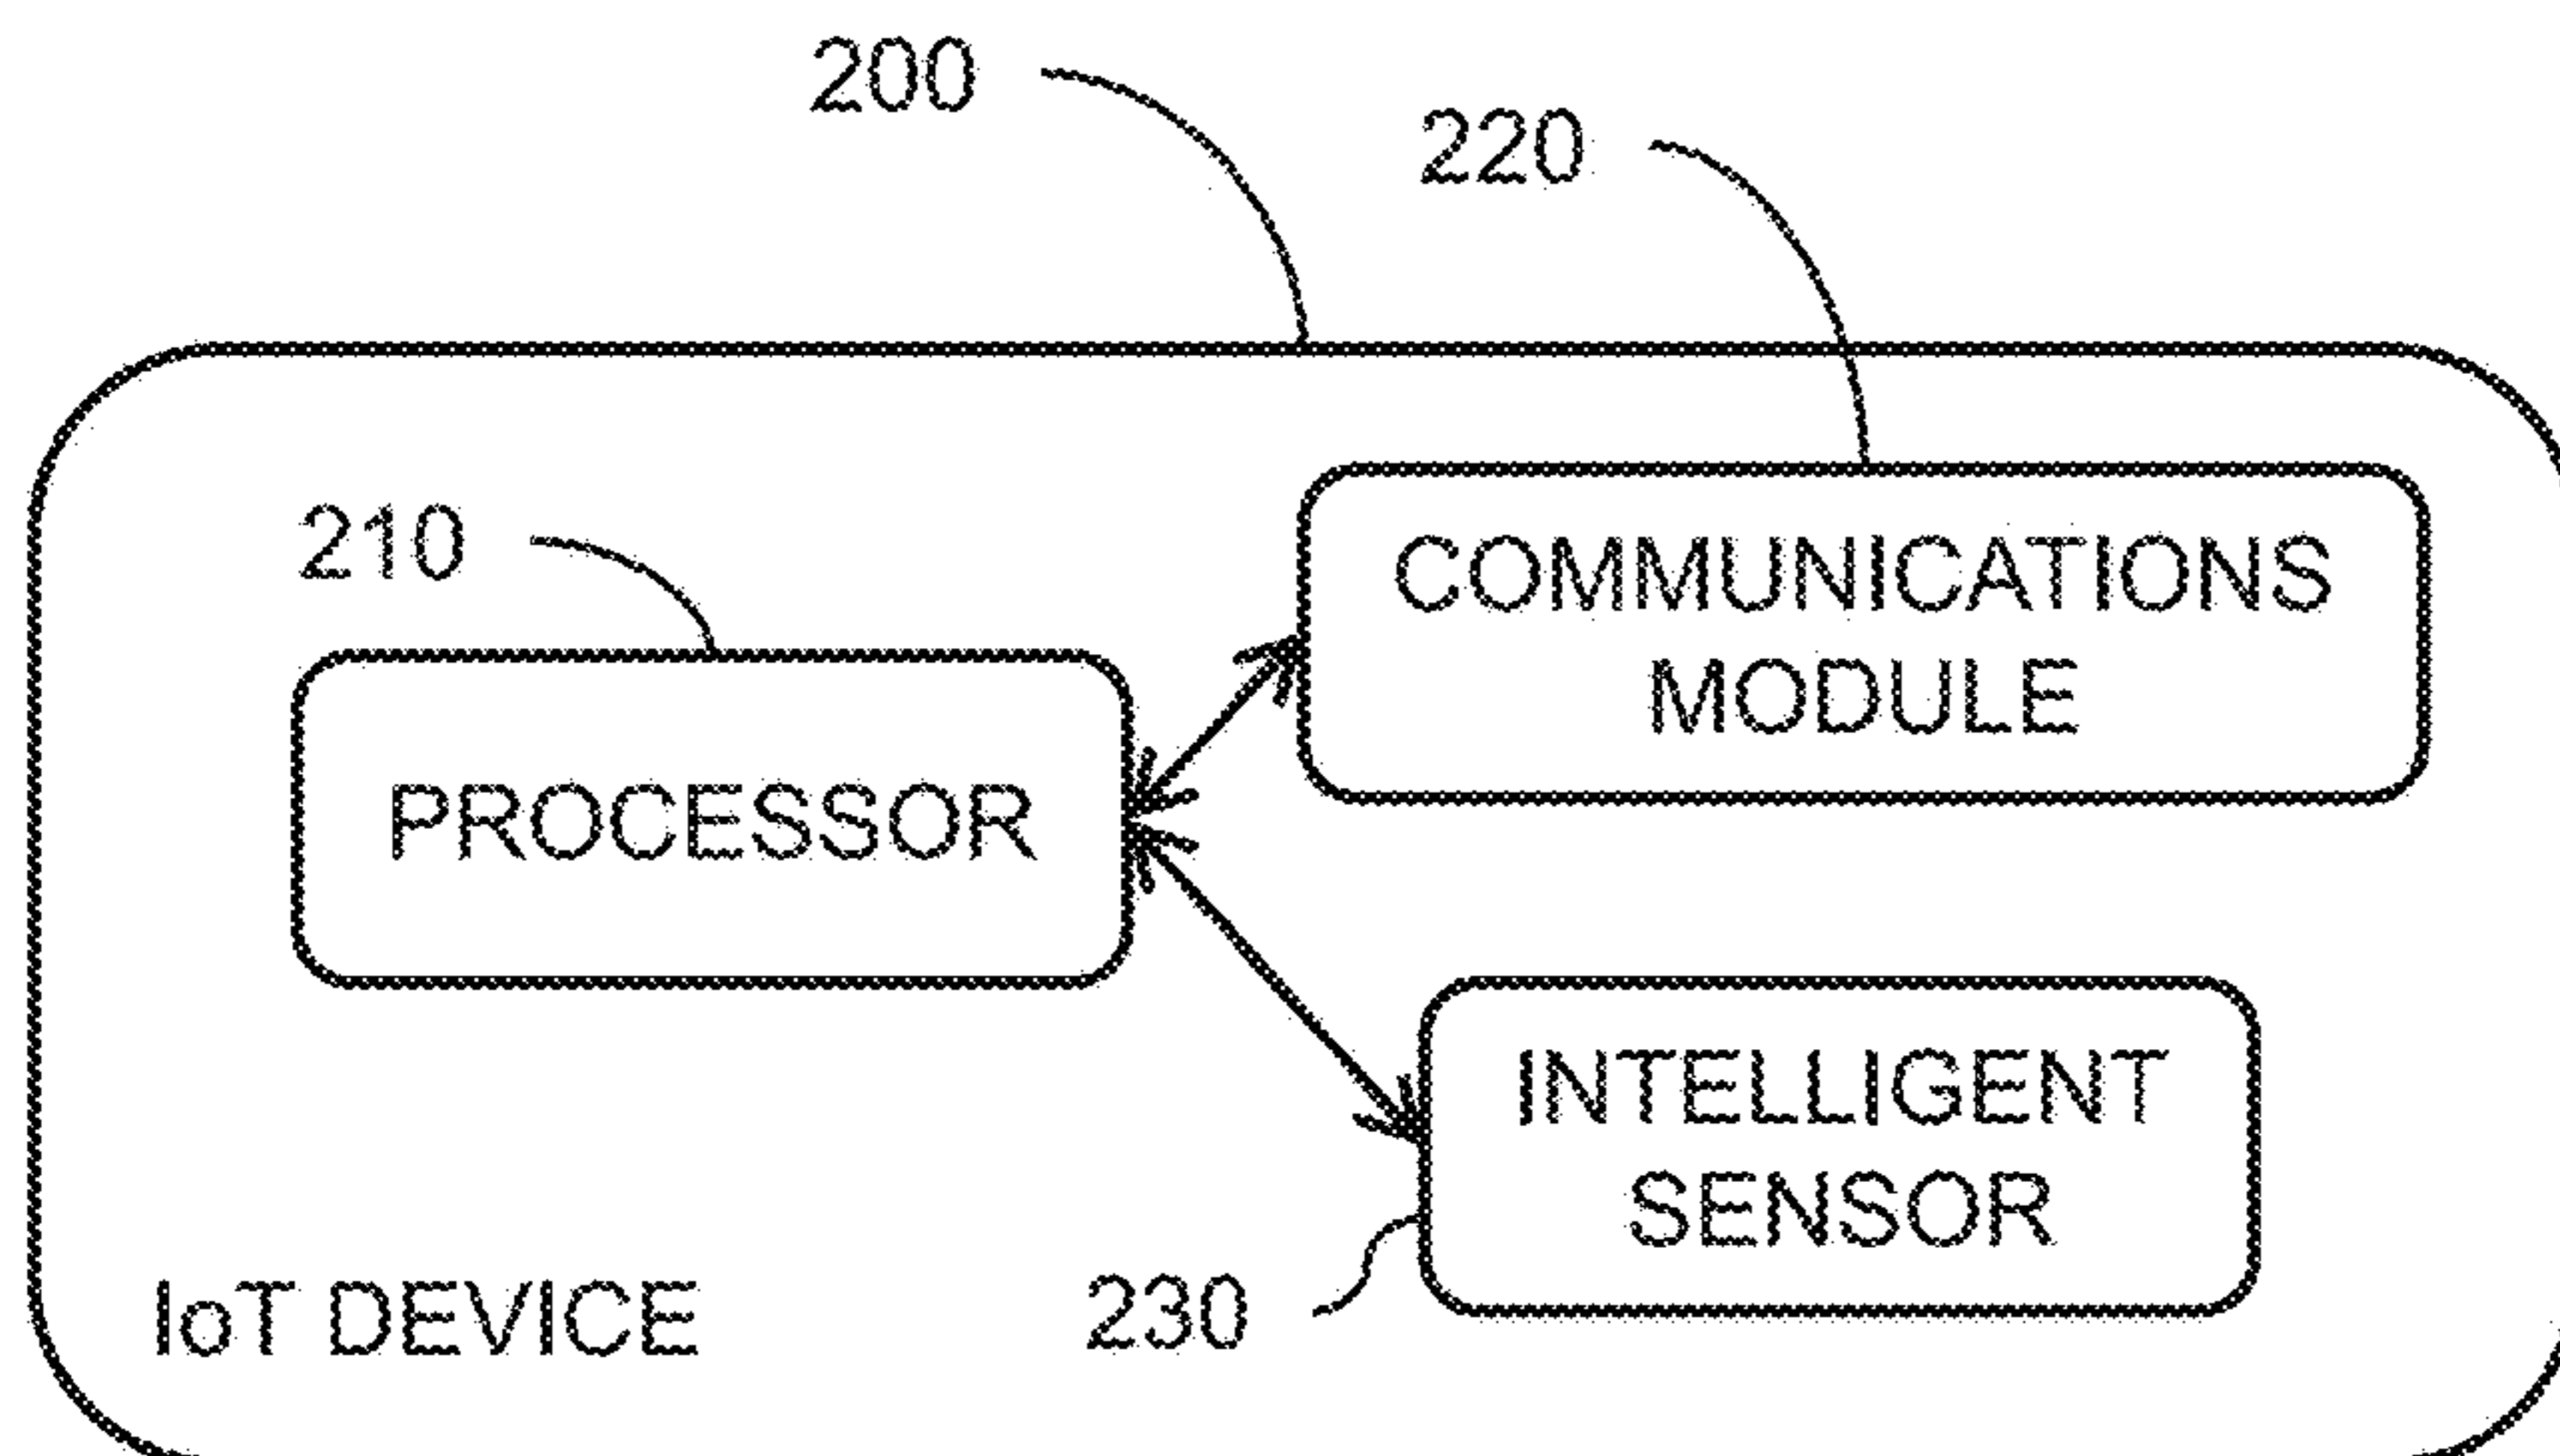 200
220
210
COMMUNICATIONS
MODULE
PROCESSOR
INTELLIGENT
SENSOR
230
IoT DEVICE